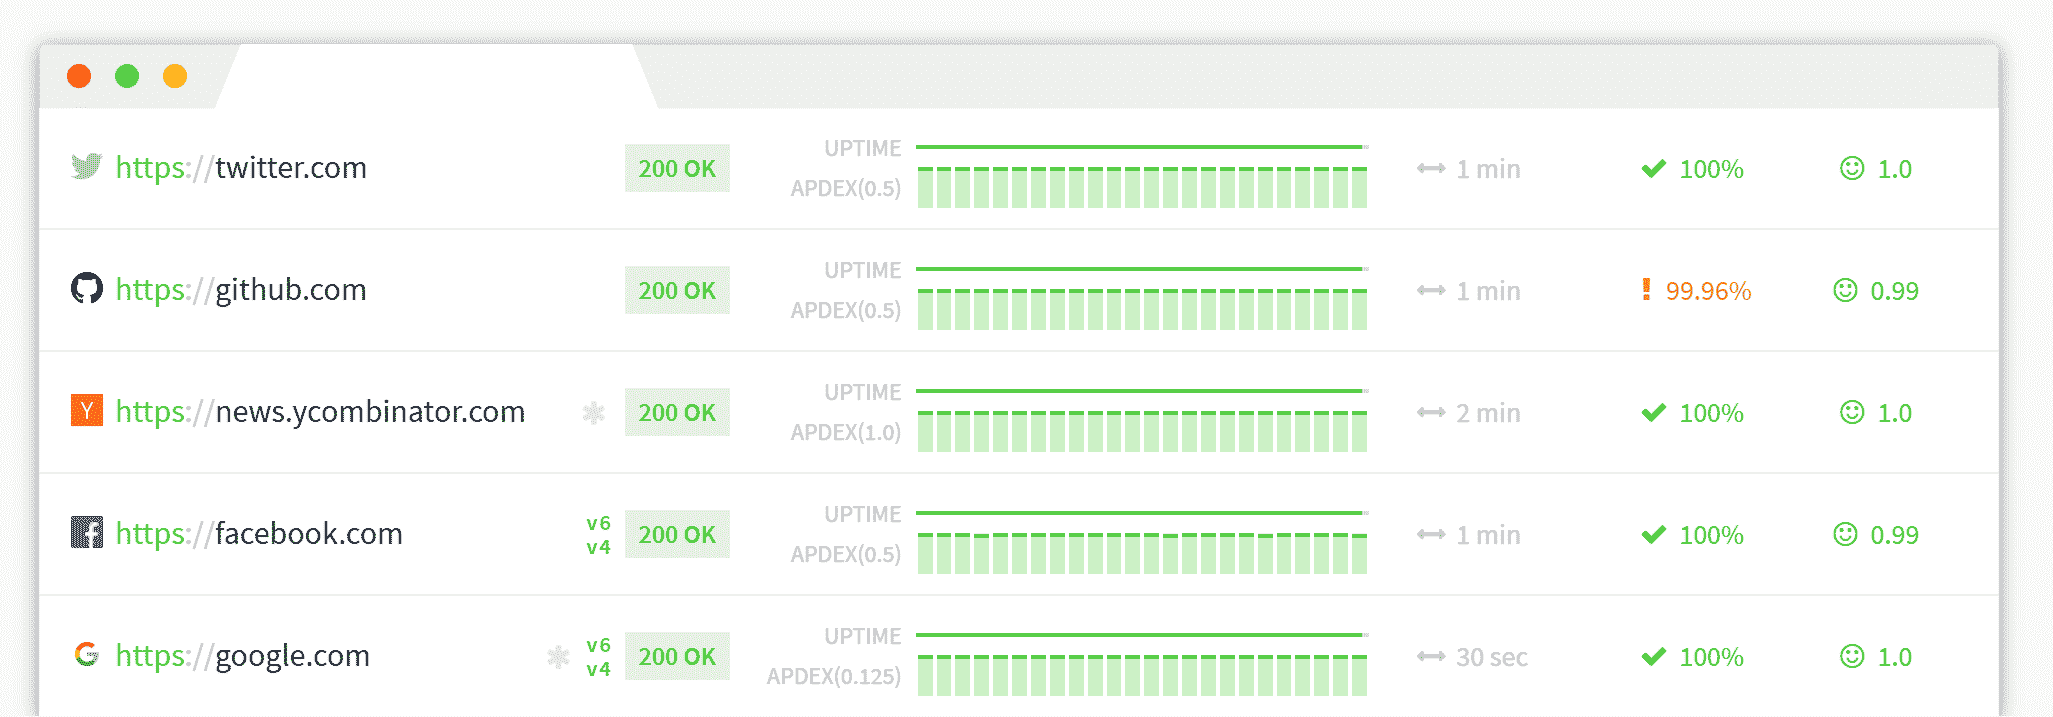 https://twitter.com 200 OK UPTIME 1 min 100% 1.0
APDEX(0.5)
https://github.com 200 OK UPTIME 1 min 99.96% 0.99
APDEX(0.5)
Y https://news.ycombinator.com 200 OK UPTIME 2 min 100% 1.0
APDEX(1.0)
https://facebook.com v6 200 OK UPTIME 1 min 100% 0.99
v4 APDEX(0.5)
https://google.com v6 200 OK UPTIME 30 sec 100% 1.0
v4 APDEX(0.125)